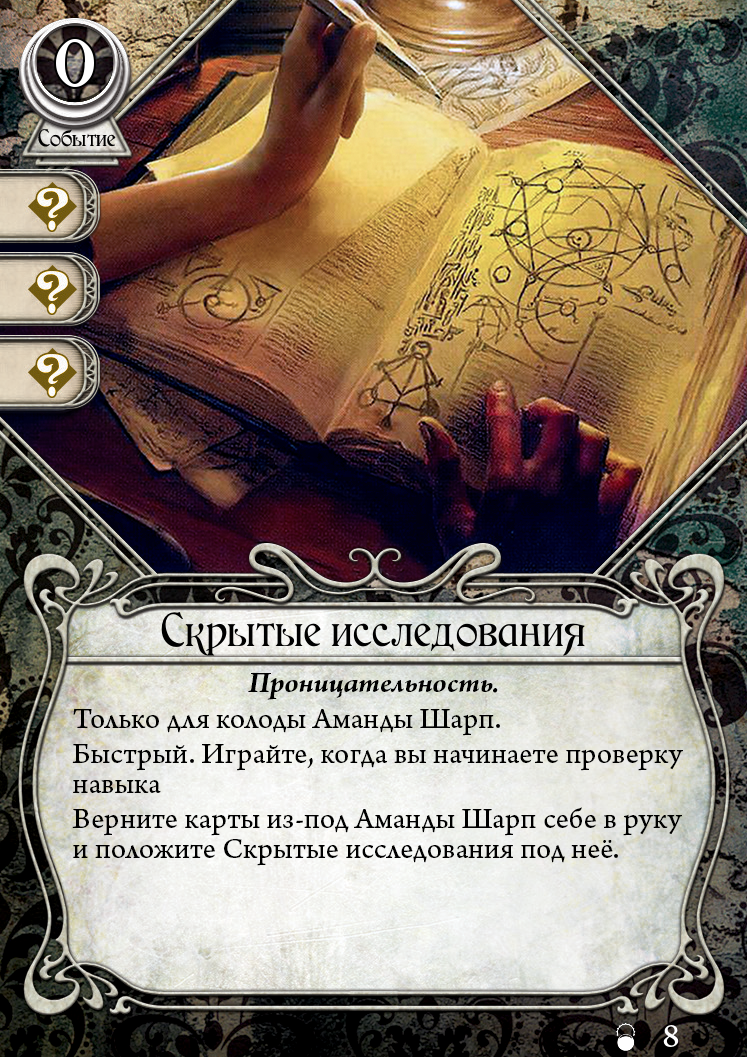 0
Событие
?
?
?
Скрытые исследования
Проницательность.
Только для колоды Аманды Шарп.
Быстрый. Играйте, когда вы начинаете проверку
навыка
Верните карты из-под Аманды Шарп себе в руку
и положите Скрытые исследования под неё.
8